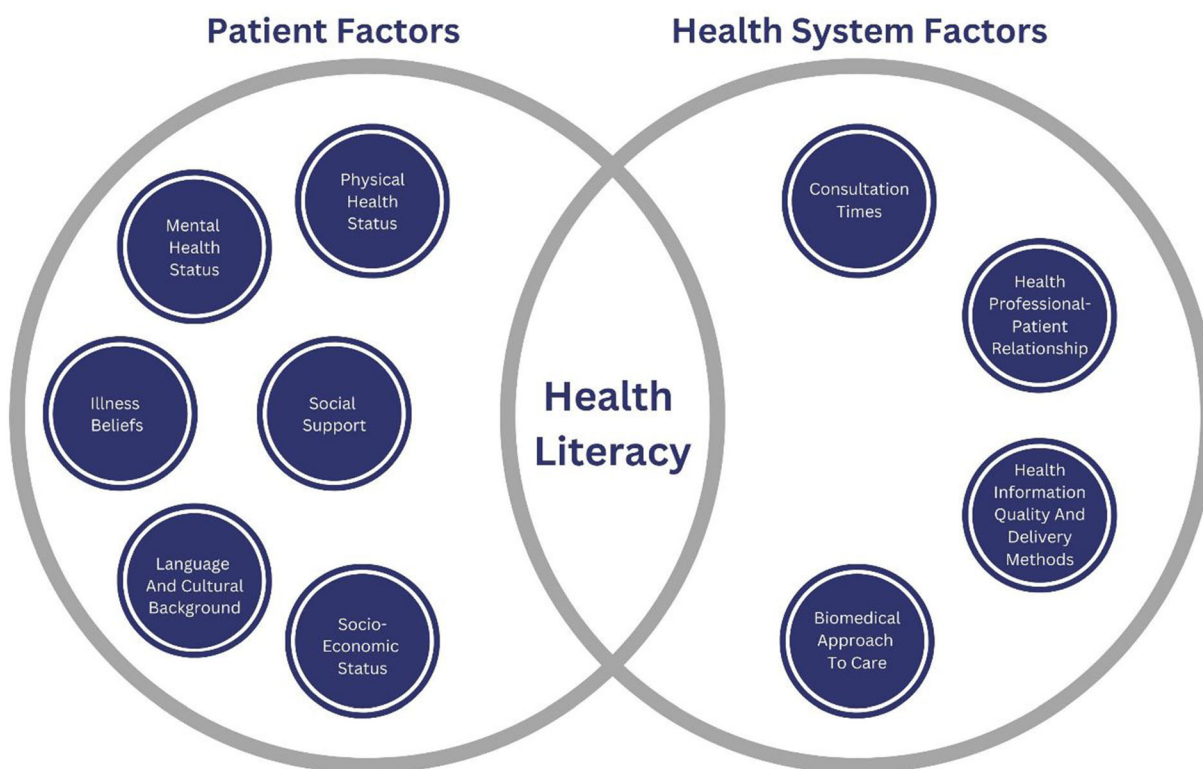 Patient Factors
Health System Factors
Physical
Health
Status
Mental
Health
Status
Illness
Beliefs
Social
Support
Language
And Cultural
Background
Socio-
Economic
Status
Health
Literacy
Consultation
Times
Health
Professional-
Patient
Relationship
Health
Information
Quality And
Delivery
Methods
Biomedical
Approach
To Care